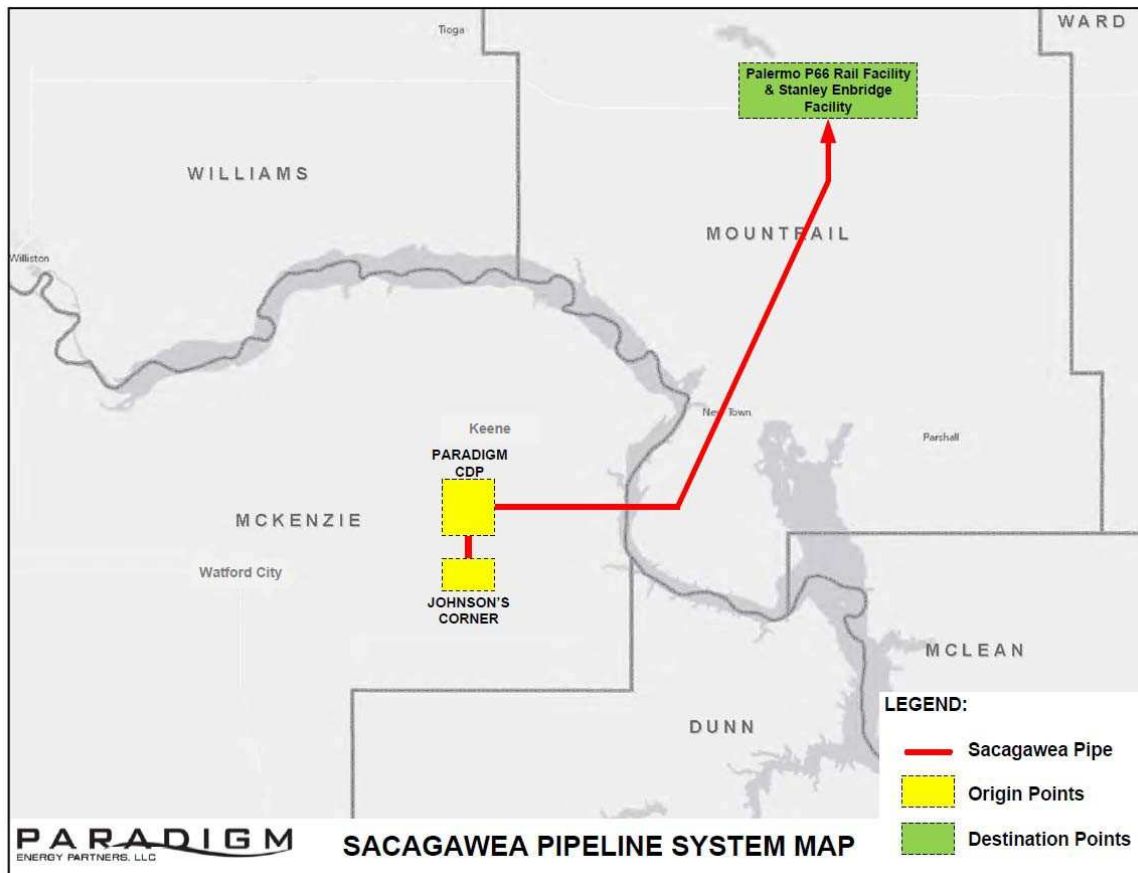 WARD
Tioga
Palermo P66 Rail Facility
& Stanley Enbridge
Facility
WILLIAMS
MOUNTRAIL
Williston
New Town
Parshall
Keene
PARADIGM
CDP
MCKENZIE
Watford City
JOHNSON'S
CORNER
MCLEAN
DUNN
LEGEND:
Sacagawea Pipe
Origin Points
Destination Points
PARADIGM
ENERGY PARTNERS, LLC
SACAGAWEA PIPELINE SYSTEM MAP